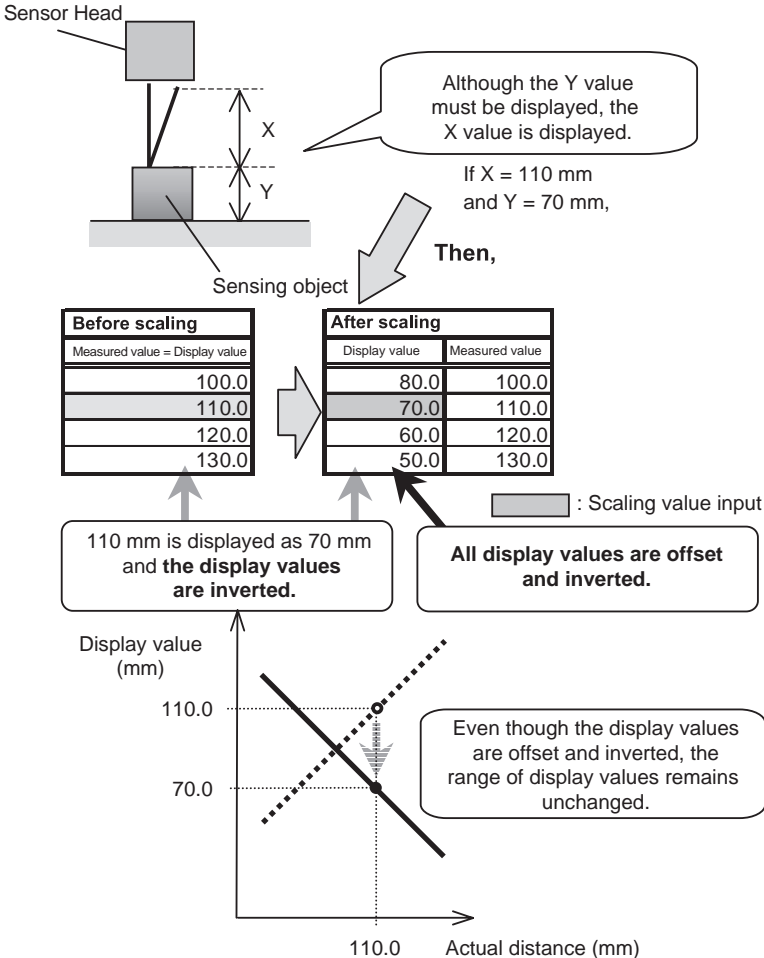 Sensor Head
X
Y
Sensing object
Although the Y value
must be displayed, the
X value is displayed.
If X = 110 mm
and Y = 70 mm,
Then,
Before scaling
Measured value = Display value
100.0
110.0
120.0
130.0
After scaling
Display value Measured value
80.0 100.0
70.0 110.0
60.0 120.0
50.0 130.0
: Scaling value input
110 mm is displayed as 70 mm
and the display values
are inverted.
All display values are offset
and inverted.
Display value
(mm)
110.0
70.0
Even though the display values
are offset and inverted, the
range of display values remains
unchanged.
110.0 Actual distance (mm)